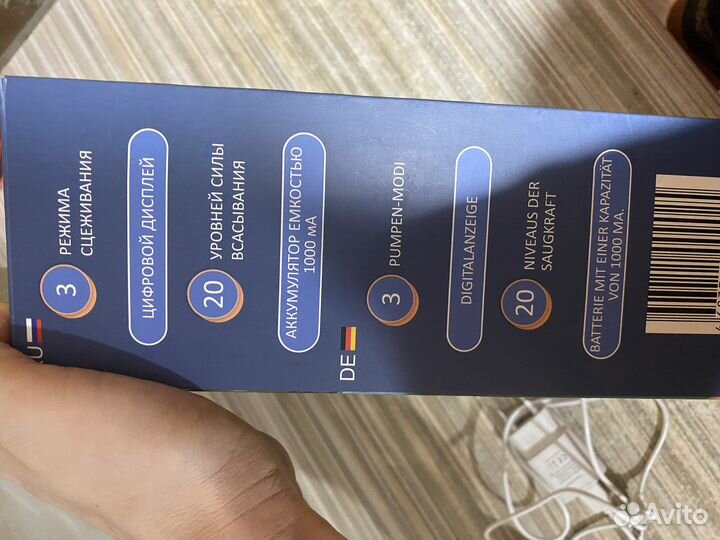 RU
3
РЕЖИМА
СЦЕЖИВАНИЯ
ЦИФРОВОЙ ДИСПЛЕЙ
20
УРОВНЕЙ СИЛЫ
ВСАСЫВАНИЯ
АККУМУЛЯТОР ЕМКОСТЬЮ
1000 мА
DE
3
PUMPEN-MODI
DIGITALANZEIGE
20
NIVEAUS DER
SAUGKRAFT
BATTERIE MIT EINER KAPAZITÄT
VON 1000 MA.
Avito